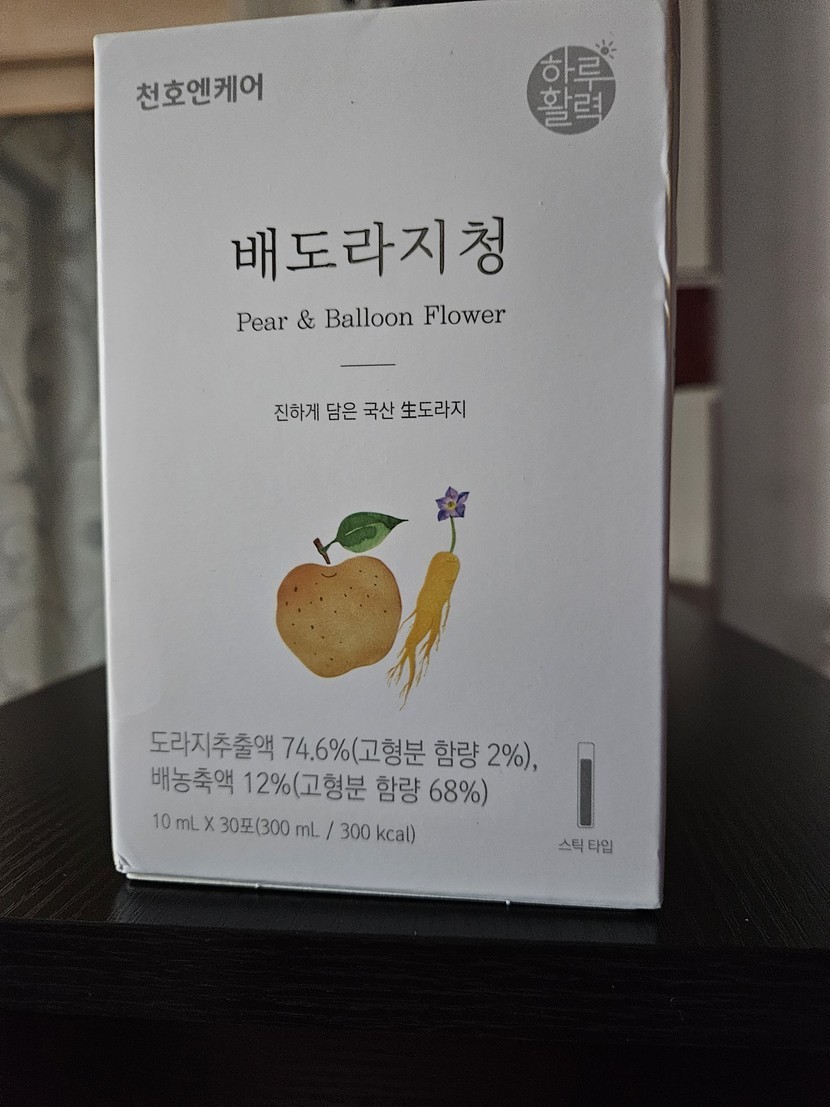 천호엔케어
하루
활력
배도라지청
Pear & Balloon Flower
진하게 담은 국산 生도라지
도라지추출액 74.6%(고형분 함량 2%),
배농축액 12%(고형분 함량 68%)
10 mL X 30포(300 mL / 300 kcal)
스틱 타입